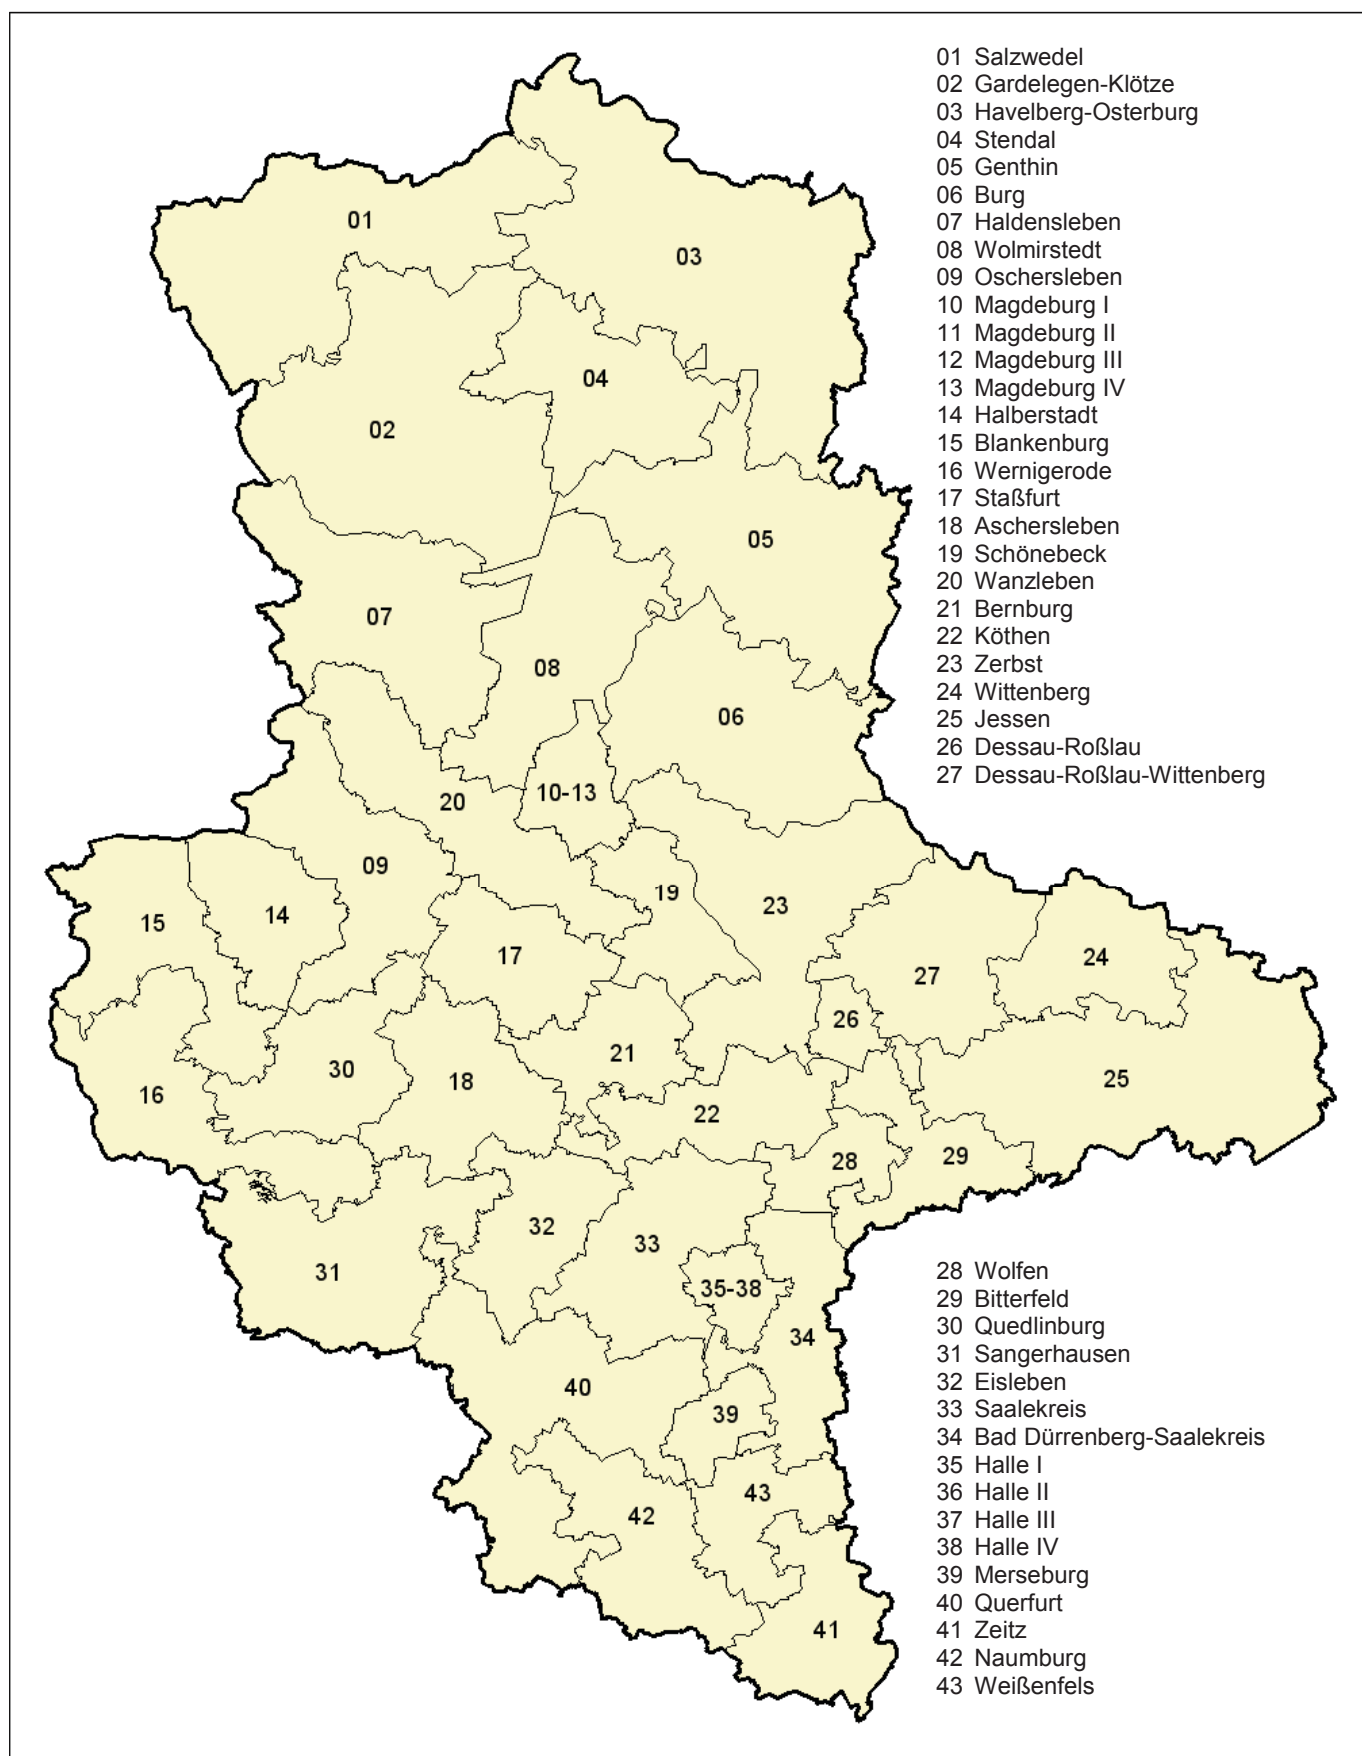 01 Salzwedel
02 Gardelegen-Klötze
03 Havelberg-Osterburg
04 Stendal
05 Genthin
06 Burg
07 Haldensleben
08 Wolmirstedt
09 Oschersleben
10 Magdeburg I
11 Magdeburg II
12 Magdeburg III
13 Magdeburg IV
14 Halberstadt
15 Blankenburg
16 Wernigerode
17 Staßfurt
18 Aschersleben
19 Schönebeck
20 Wanzleben
21 Bernburg
22 Köthen
23 Zerbst
24 Wittenberg
25 Jessen
26 Dessau-Roßlau
27 Dessau-Roßlau-Wittenberg
28 Wolfen
29 Bitterfeld
30 Quedlinburg
31 Sangerhausen
32 Eisleben
33 Saalekreis
34 Bad Dürrenberg-Saalekreis
35 Halle I
36 Halle II
37 Halle III
38 Halle IV
39 Merseburg
40 Querfurt
41 Zeitz
42 Naumburg
43 Weißenfels
01
03
04
02
05
07
08
06
10-13
20
09
19
14
23
15
17
24
27
26
21
30
18
25
16
22
29
28
32
33
31
35-38
34
40
39
43
42
41